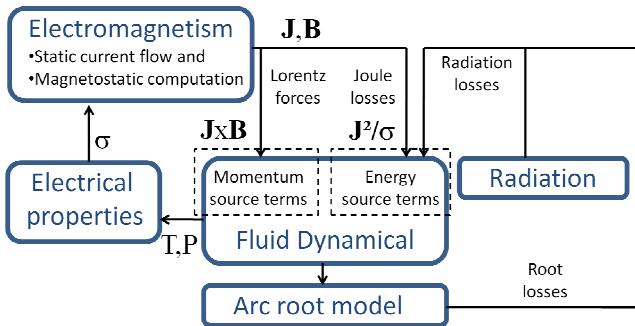 Electromagnetism
•Static current flow and
•Magnetostatic computation
J,B
Lorentz
forces
Joule
losses
Radiation
losses
σ
JXB
J²/σ
Electrical
properties
Momentum
source terms
Energy
source terms
Radiation
T,P
Fluid Dynamical
Arc root model
Root
losses